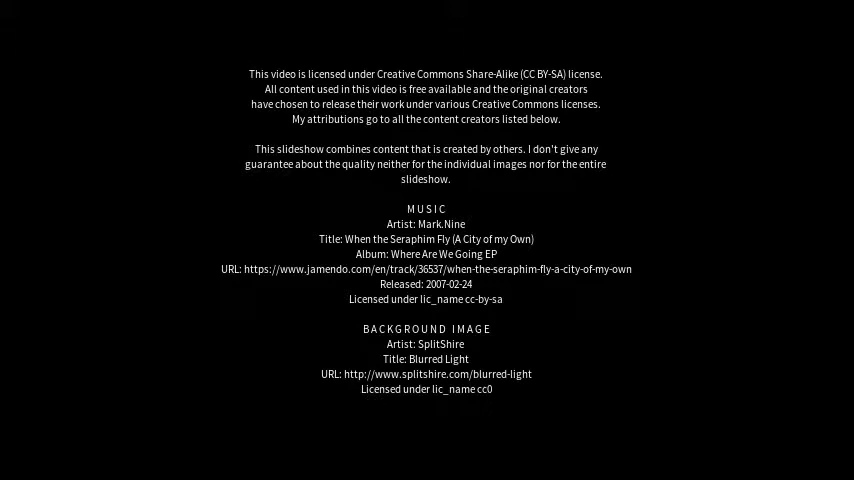 This video is licensed under Creative Commons Share-Alike (CC BY-SA) license.
All content used in this video is free available and the original creators
have chosen to release their work under various Creative Commons licenses.
My attributions go to all the content creators listed below.
This slideshow combines content that is created by others. I don't give any
guarantee about the quality neither for the individual images nor for the entire
slideshow.
MUSIC
Artist: Mark.Nine
Title: When the Seraphim Fly (A City of my Own)
Album: Where Are We Going EP
URL: https://www.jamendo.com/en/track/36537/when-the-seraphim-fly-a-city-of-my-own
Released: 2007-02-24
Licensed under lic_name cc-by-sa
BACKGROUND IMAGE
Artist: SplitShire
Title: Blurred Light
URL: http://www.splitshire.com/blurred-light
Licensed under lic_name cc0